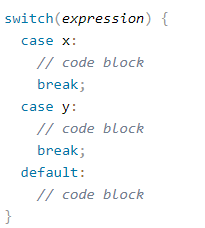 switch(expression) {
  case x:
    // code block
    break;
  case y:
    // code block
    break;
  default:
    // code block
}